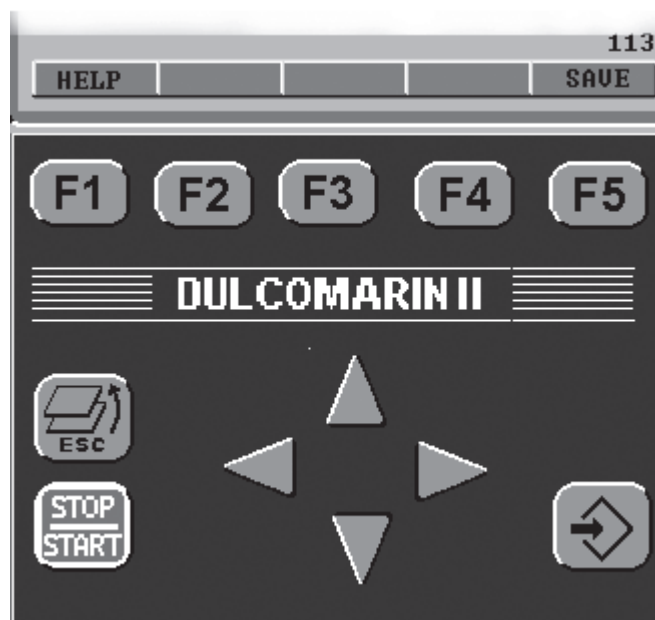 113
HELP SAVE
F1 F2 F3 F4 F5
DULCOMARIN II
ESC
STOP
START